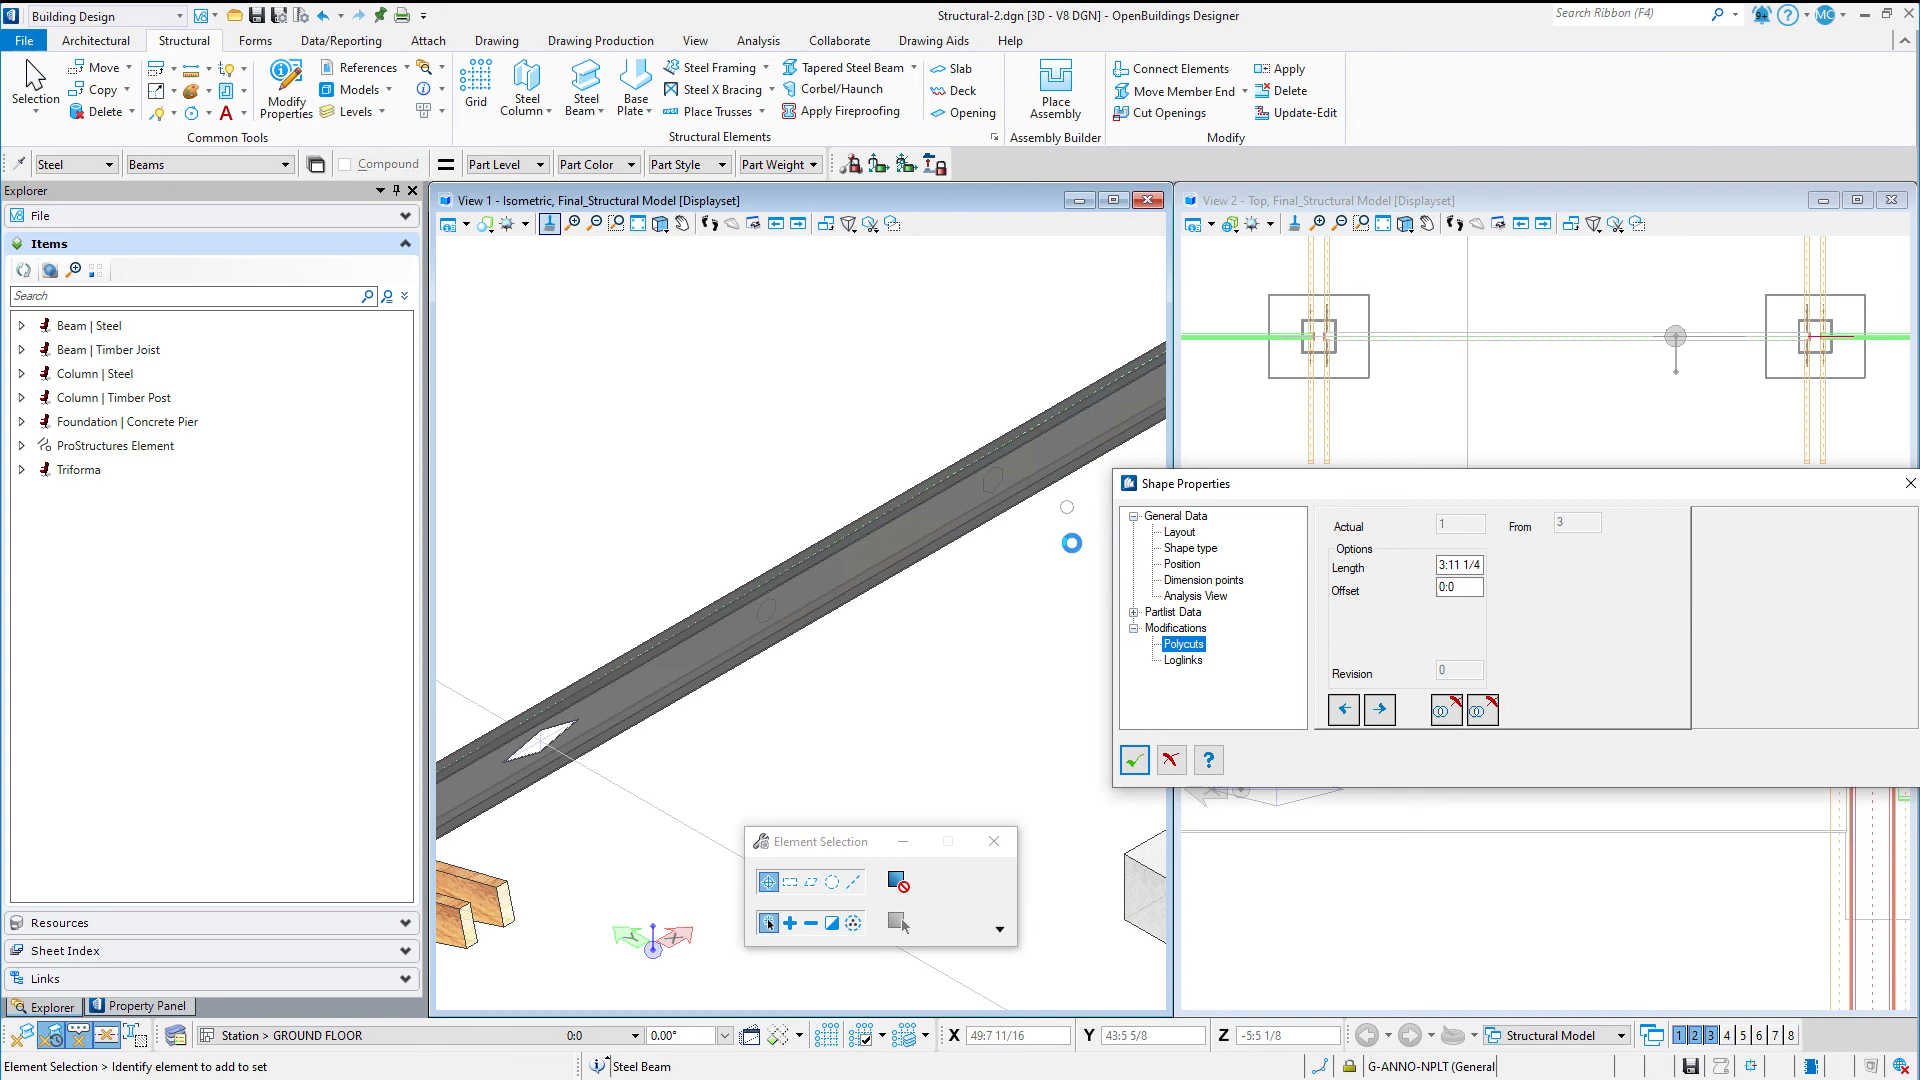 Building Design
Structural-2.dgn [3D - V8 DGN] - OpenBuildings Designer
Search Ribbon (F4)
9+
MC
File Architectural Structural Forms Data/Reporting Attach Drawing Drawing Production View Analysis Collaborate Drawing Aids Help
Selection
Move
Copy
Delete
Modify Properties
References
Models
Levels
Common Tools
Grid
Steel Column
Steel Beam
Base Plate
Steel Framing
Steel X Bracing
Place Trusses
Tapered Steel Beam
Corbel/Haunch
Apply Fireproofing
Slab
Deck
Opening
Structural Elements
Place Assembly
Assembly Builder
Connect Elements
Move Member End
Cut Openings
Apply
Delete
Update-Edit
Modify
Steel Beams Compound Part Level Part Color Part Style Part Weight
Explorer
File
Items
Search
Beam | Steel
Beam | Timber Joist
Column | Steel
Column | Timber Post
Foundation | Concrete Pier
ProStructures Element
Triforma
Resources
Sheet Index
Links
Explorer Property Panel
View 1 - Isometric, Final_Structural Model [Displayset]
Y X
Element Selection
View 2 - Top, Final_Structural Model [Displayset]
Shape Properties
General Data
Layout
Shape type
Position
Dimension points
Analysis View
Partlist Data
Modifications
Polycuts
Loglinks
Actual 1 From 3
Options
Length 3:11 1/4
Offset 0:0
Revision 0
?
Station > GROUND FLOOR 0:0 0.00° X 49:7 11/16 Y 43:5 5/8 Z -5:5 1/8 Structural Model 1 2 3 4 5 6 7 8
Element Selection > Identify element to add to set Steel Beam G-ANNO-NPLT (General